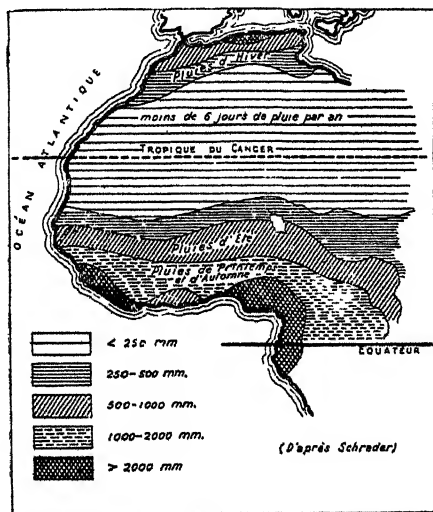 Pluies d'Hiver
OCÉAN ATLANTIQUE
moins de 6 jours de pluie par an
TROPIQUE DU CANCER
Pluies d'Eté
Pluies de Printemps
et d'Automne
ÉQUATEUR
< 250 mm
250-500 mm.
500-1000 mm.
1000-2000 mm.
> 2000 mm
(D'après Schrader)